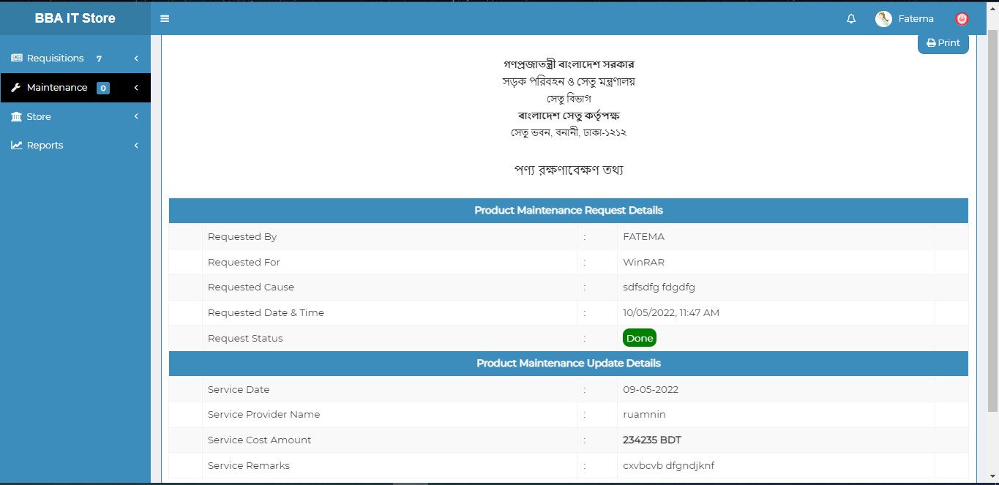 BBA IT Store
Fatema
Requisitions 7
Maintenance 0
Store
Reports
Print
গণপ্রজাতন্ত্রী বাংলাদেশ সরকার
সড়ক পরিবহন ও সেতু মন্ত্রণালয়
সেতু বিভাগ
বাংলাদেশ সেতু কর্তৃপক্ষ
সেতু ভবন, বনানী, ঢাকা-১২১২
পণ্য রক্ষণাবেক্ষণ তথ্য
Product Maintenance Request Details
Requested By : FATEMA
Requested For : WinRAR
Requested Cause : sdfsdfg fdgdfg
Requested Date & Time : 10/05/2022, 11:47 AM
Request Status : Done
Product Maintenance Update Details
Service Date : 09-05-2022
Service Provider Name : ruamnin
Service Cost Amount : 234235 BDT
Service Remarks : cxvbcvb dfgndjknf